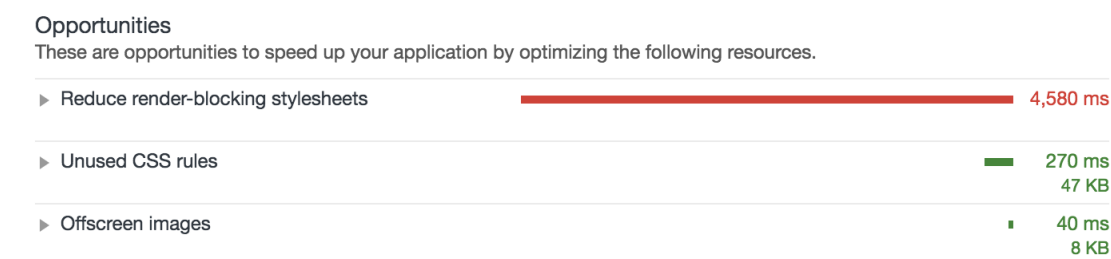 Opportunities
These are opportunities to speed up your application by optimizing the following resources.
Reduce render-blocking stylesheets 4,580 ms
Unused CSS rules 270 ms
47 KB
Offscreen images 40 ms
8 KB